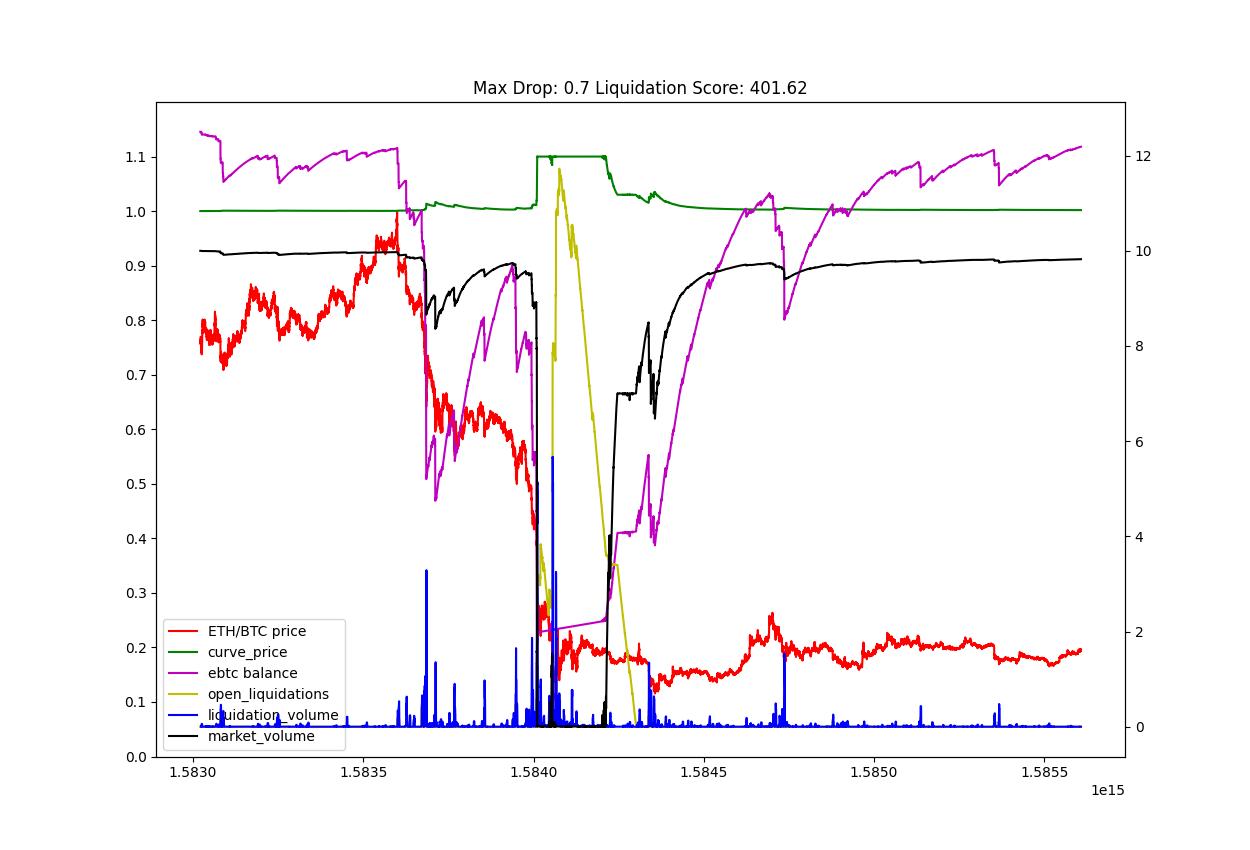 Max Drop: 0.7 Liquidation Score: 401.62
1.1
1.0
0.9
0.8
0.7
0.6
0.5
0.4
0.3
0.2
0.1
0.0
12
10
8
6
4
2
0
ETH/BTC price
curve_price
ebtc balance
open_liquidations
liquidation_volume
market_volume
1.5830 1.5835 1.5840 1.5845 1.5850 1.5855
1e15